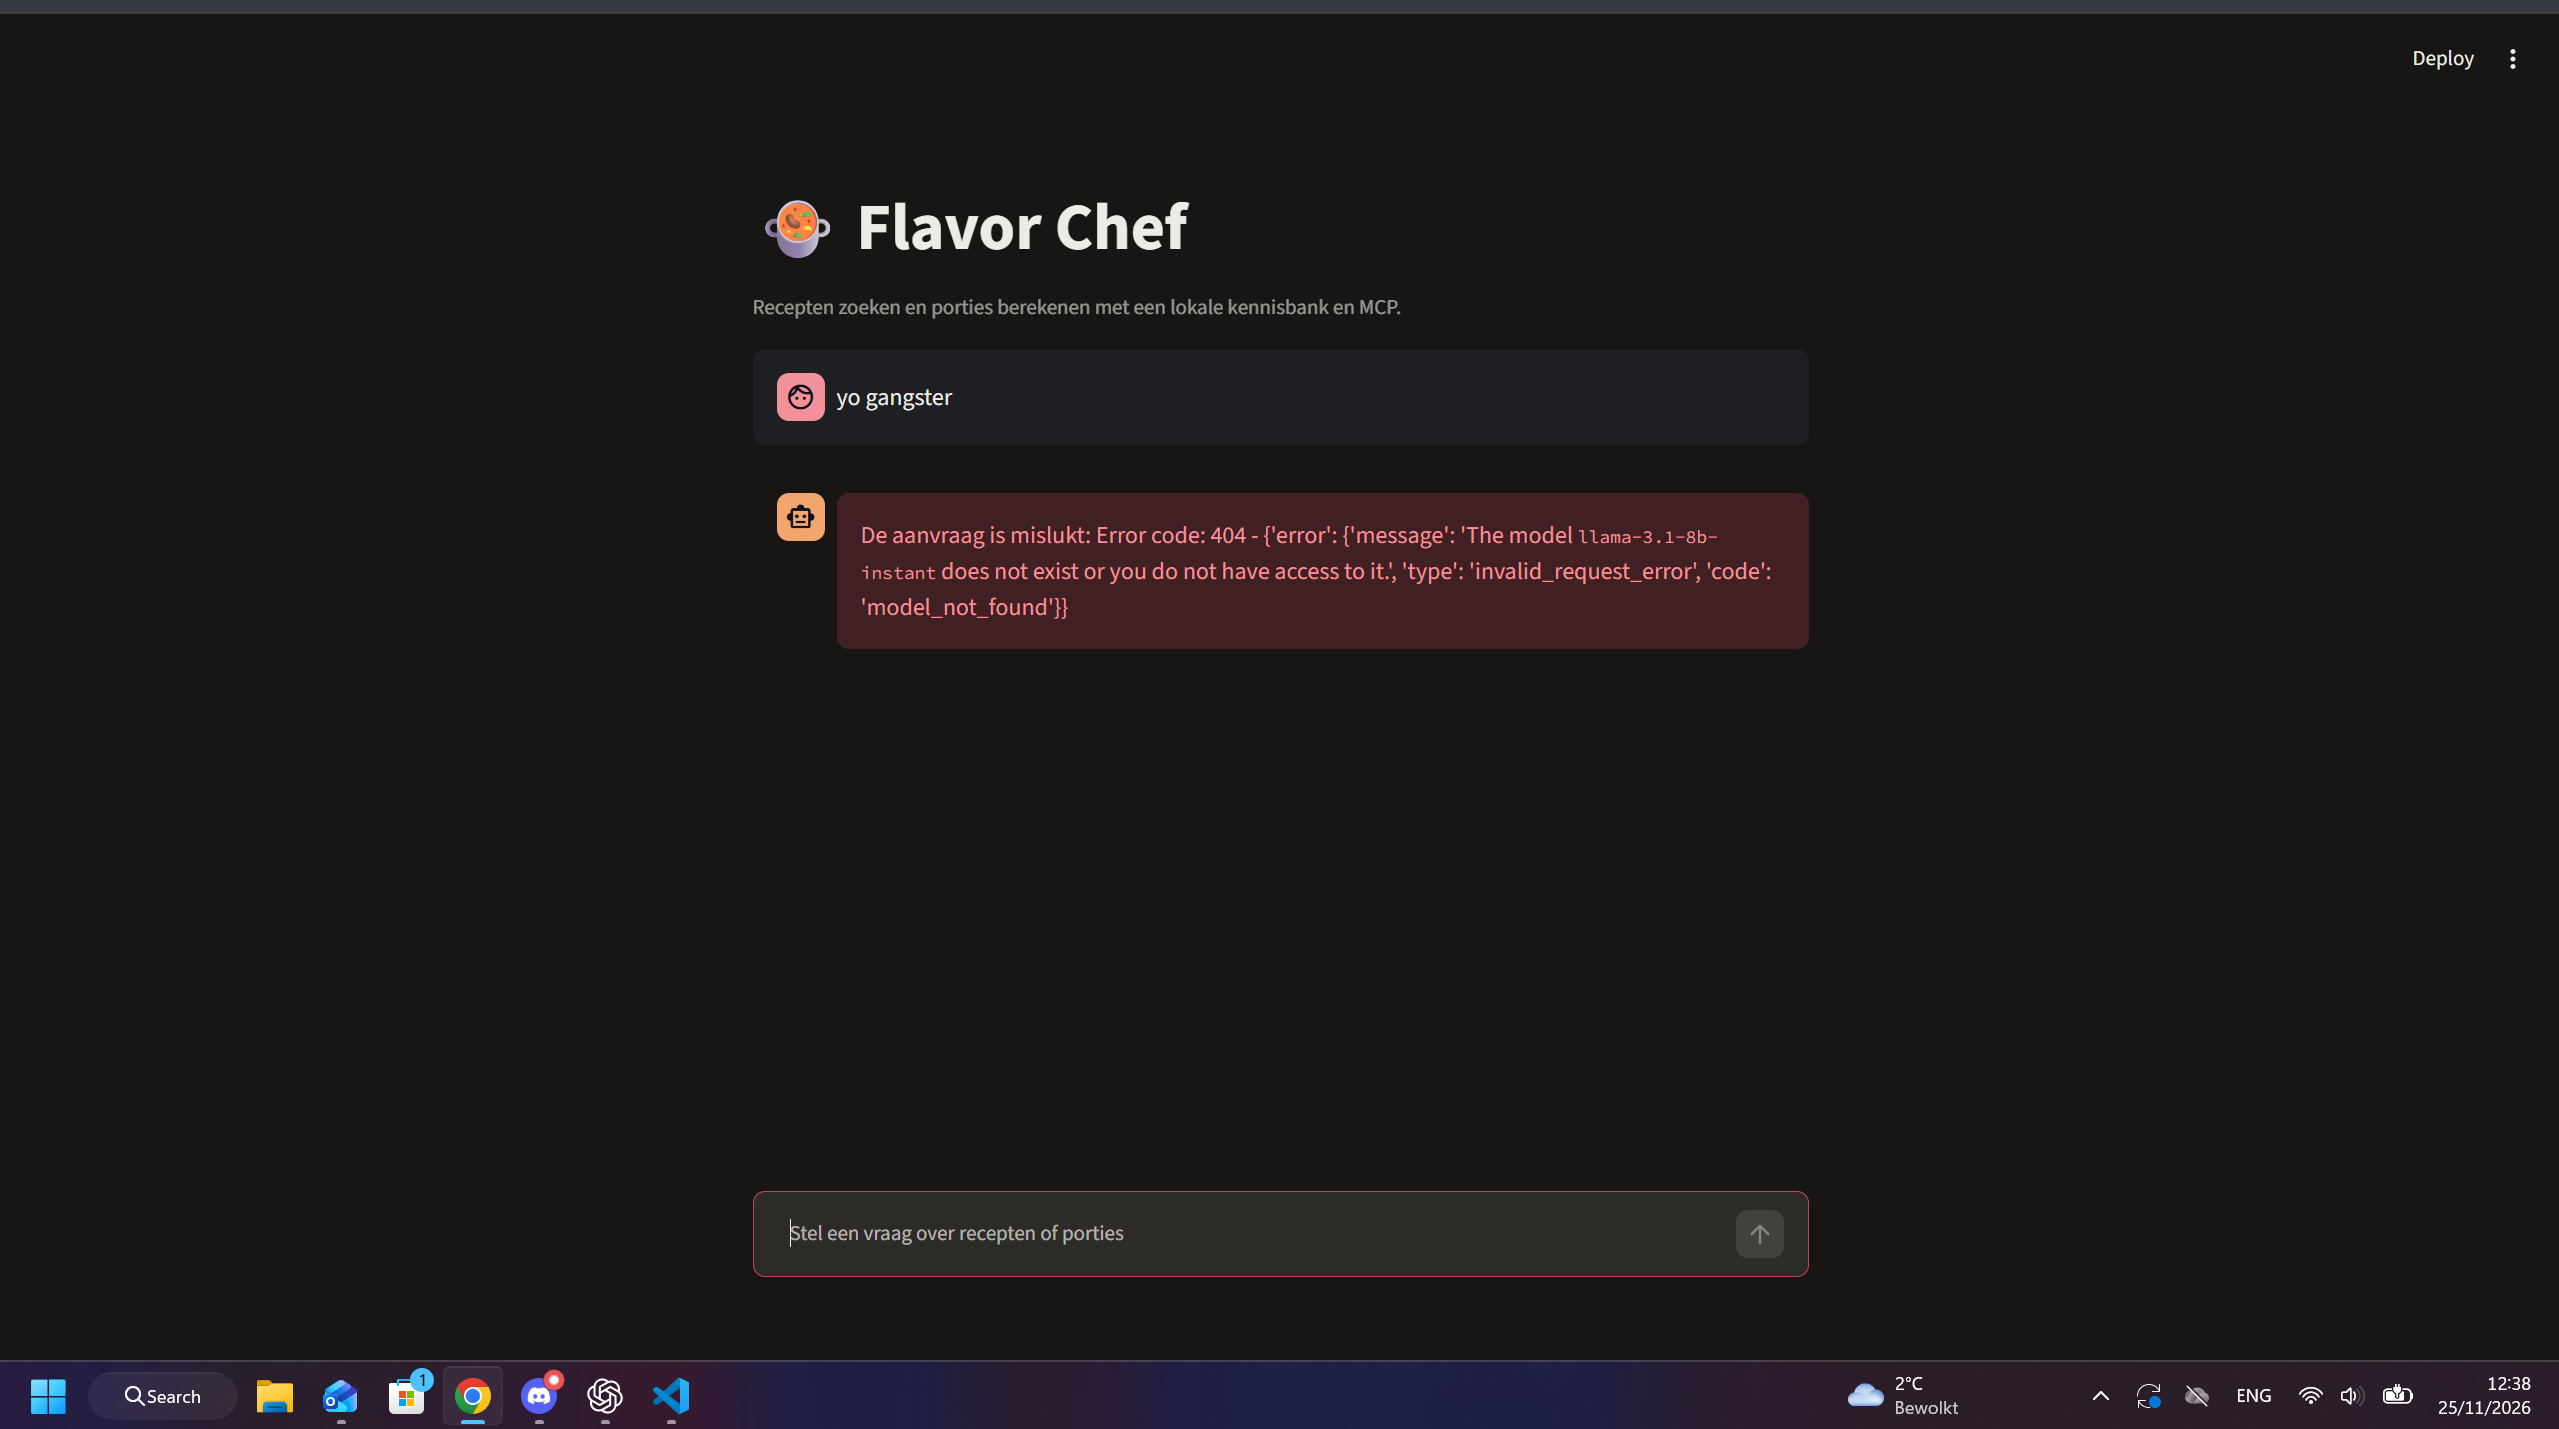 Deploy
Flavor Chef
Recepten zoeken en porties berekenen met een lokale kennisbank en MCP.
yo gangster
De aanvraag is mislukt: Error code: 404 - {'error': {'message': 'The model llama-3.1-8b-
instant does not exist or you do not have access to it.', 'type': 'invalid_request_error', 'code':
'model_not_found'}}
Stel een vraag over recepten of porties
Search
1
2°C
Bewolkt
ENG
12:38
25/11/2026